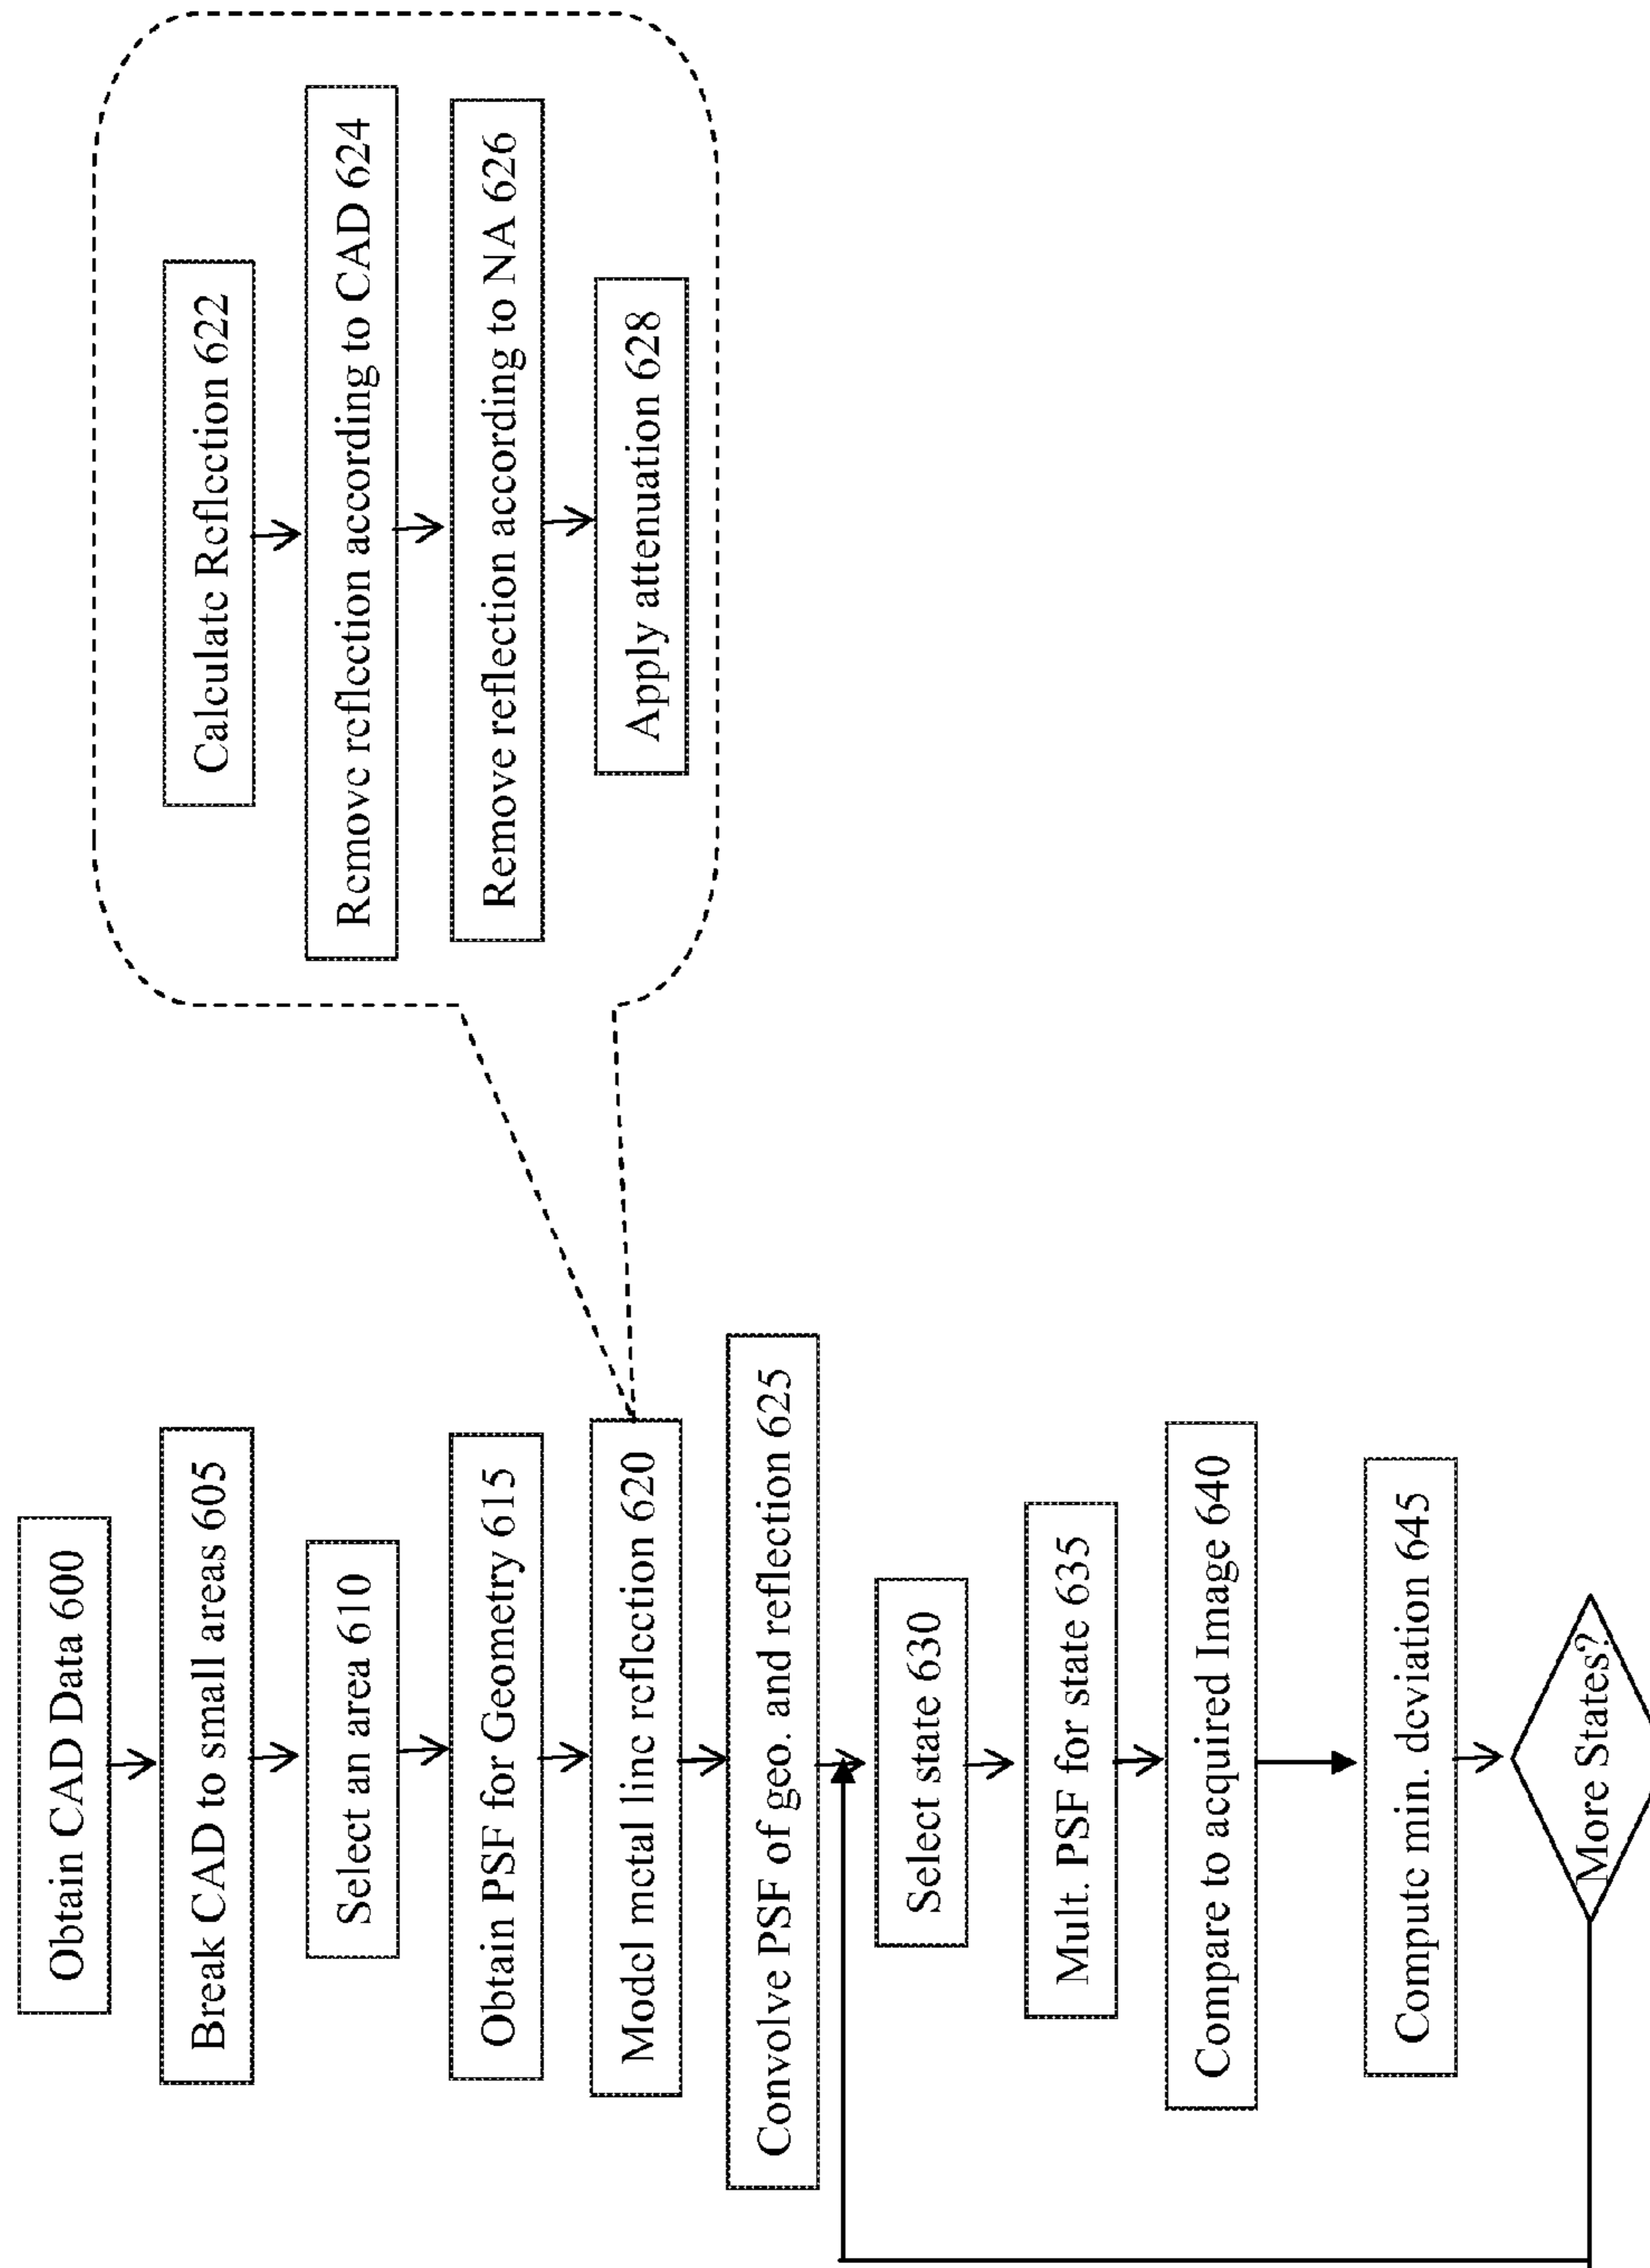 Obtain CAD Data 600
Break CAD to small areas 605
Select an area 610
Obtain PSF for Geometry 615
Model metal line reflection 620
Convolve PSF of geo. and reflection 625
Select state 630
Mult. PSF for state 635
Compare to acquired Image 640
Compute min. deviation 645
More States?
Calculate Reflection 622
Remove reflection according to CAD 624
Remove reflection according to NA 626
Apply attenuation 628